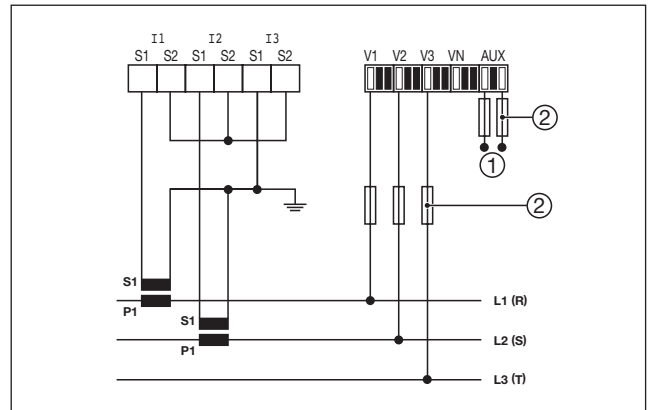 I1 I2 I3
S1 S2 S1 S2 S1 S2
V1 V2 V3 VN AUX
2
1
2
S1
P1
L1 (R)
S1
L2 (S)
P1
L3 (T)